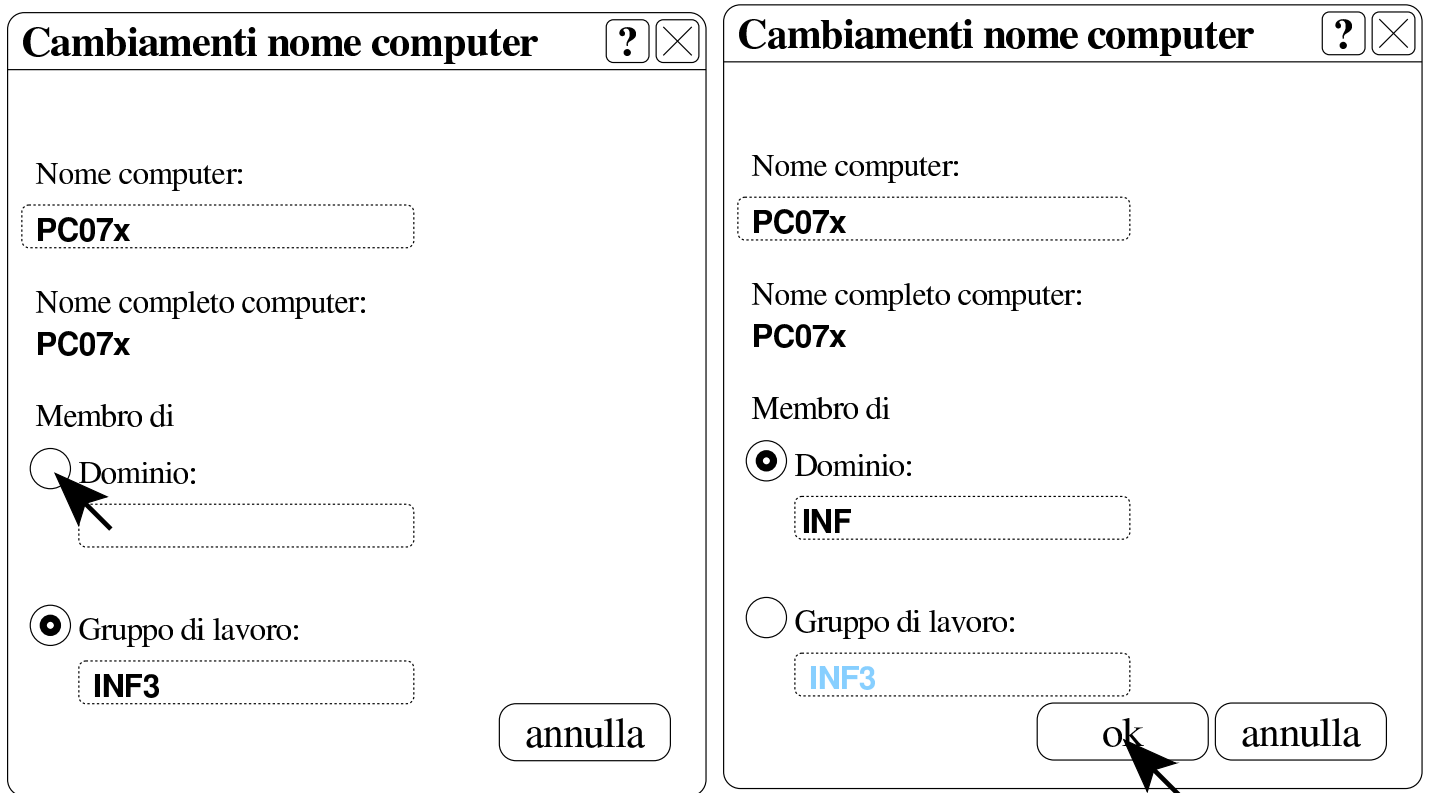 Cambiamenti nome computer ?
Nome computer:
PC07x
Nome completo computer:
PC07x
Membro di
Dominio:
Gruppo di lavoro:
INF3
annulla
Cambiamenti nome computer ?
Nome computer:
PC07x
Nome completo computer:
PC07x
Membro di
Dominio:
INF
Gruppo di lavoro:
INF3
ok annulla